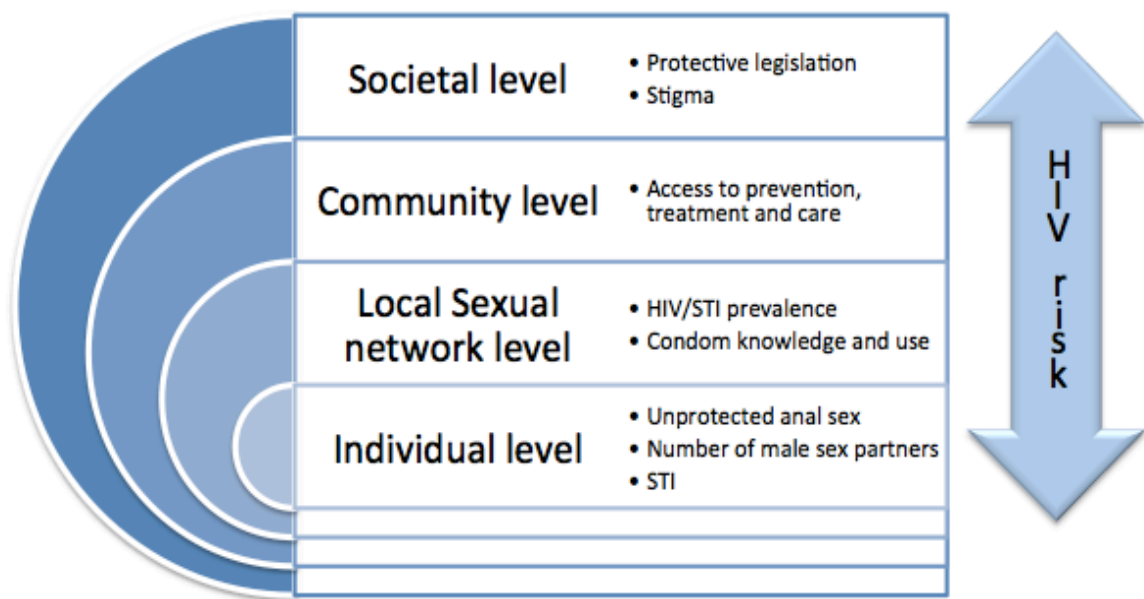 Societal level
• Protective legislation
• Stigma
Community level
• Access to prevention,
treatment and care
Local Sexual
network level
• HIV/STI prevalence
• Condom knowledge and use
Individual level
• Unprotected anal sex
• Number of male sex partners
• STI
HIV risk